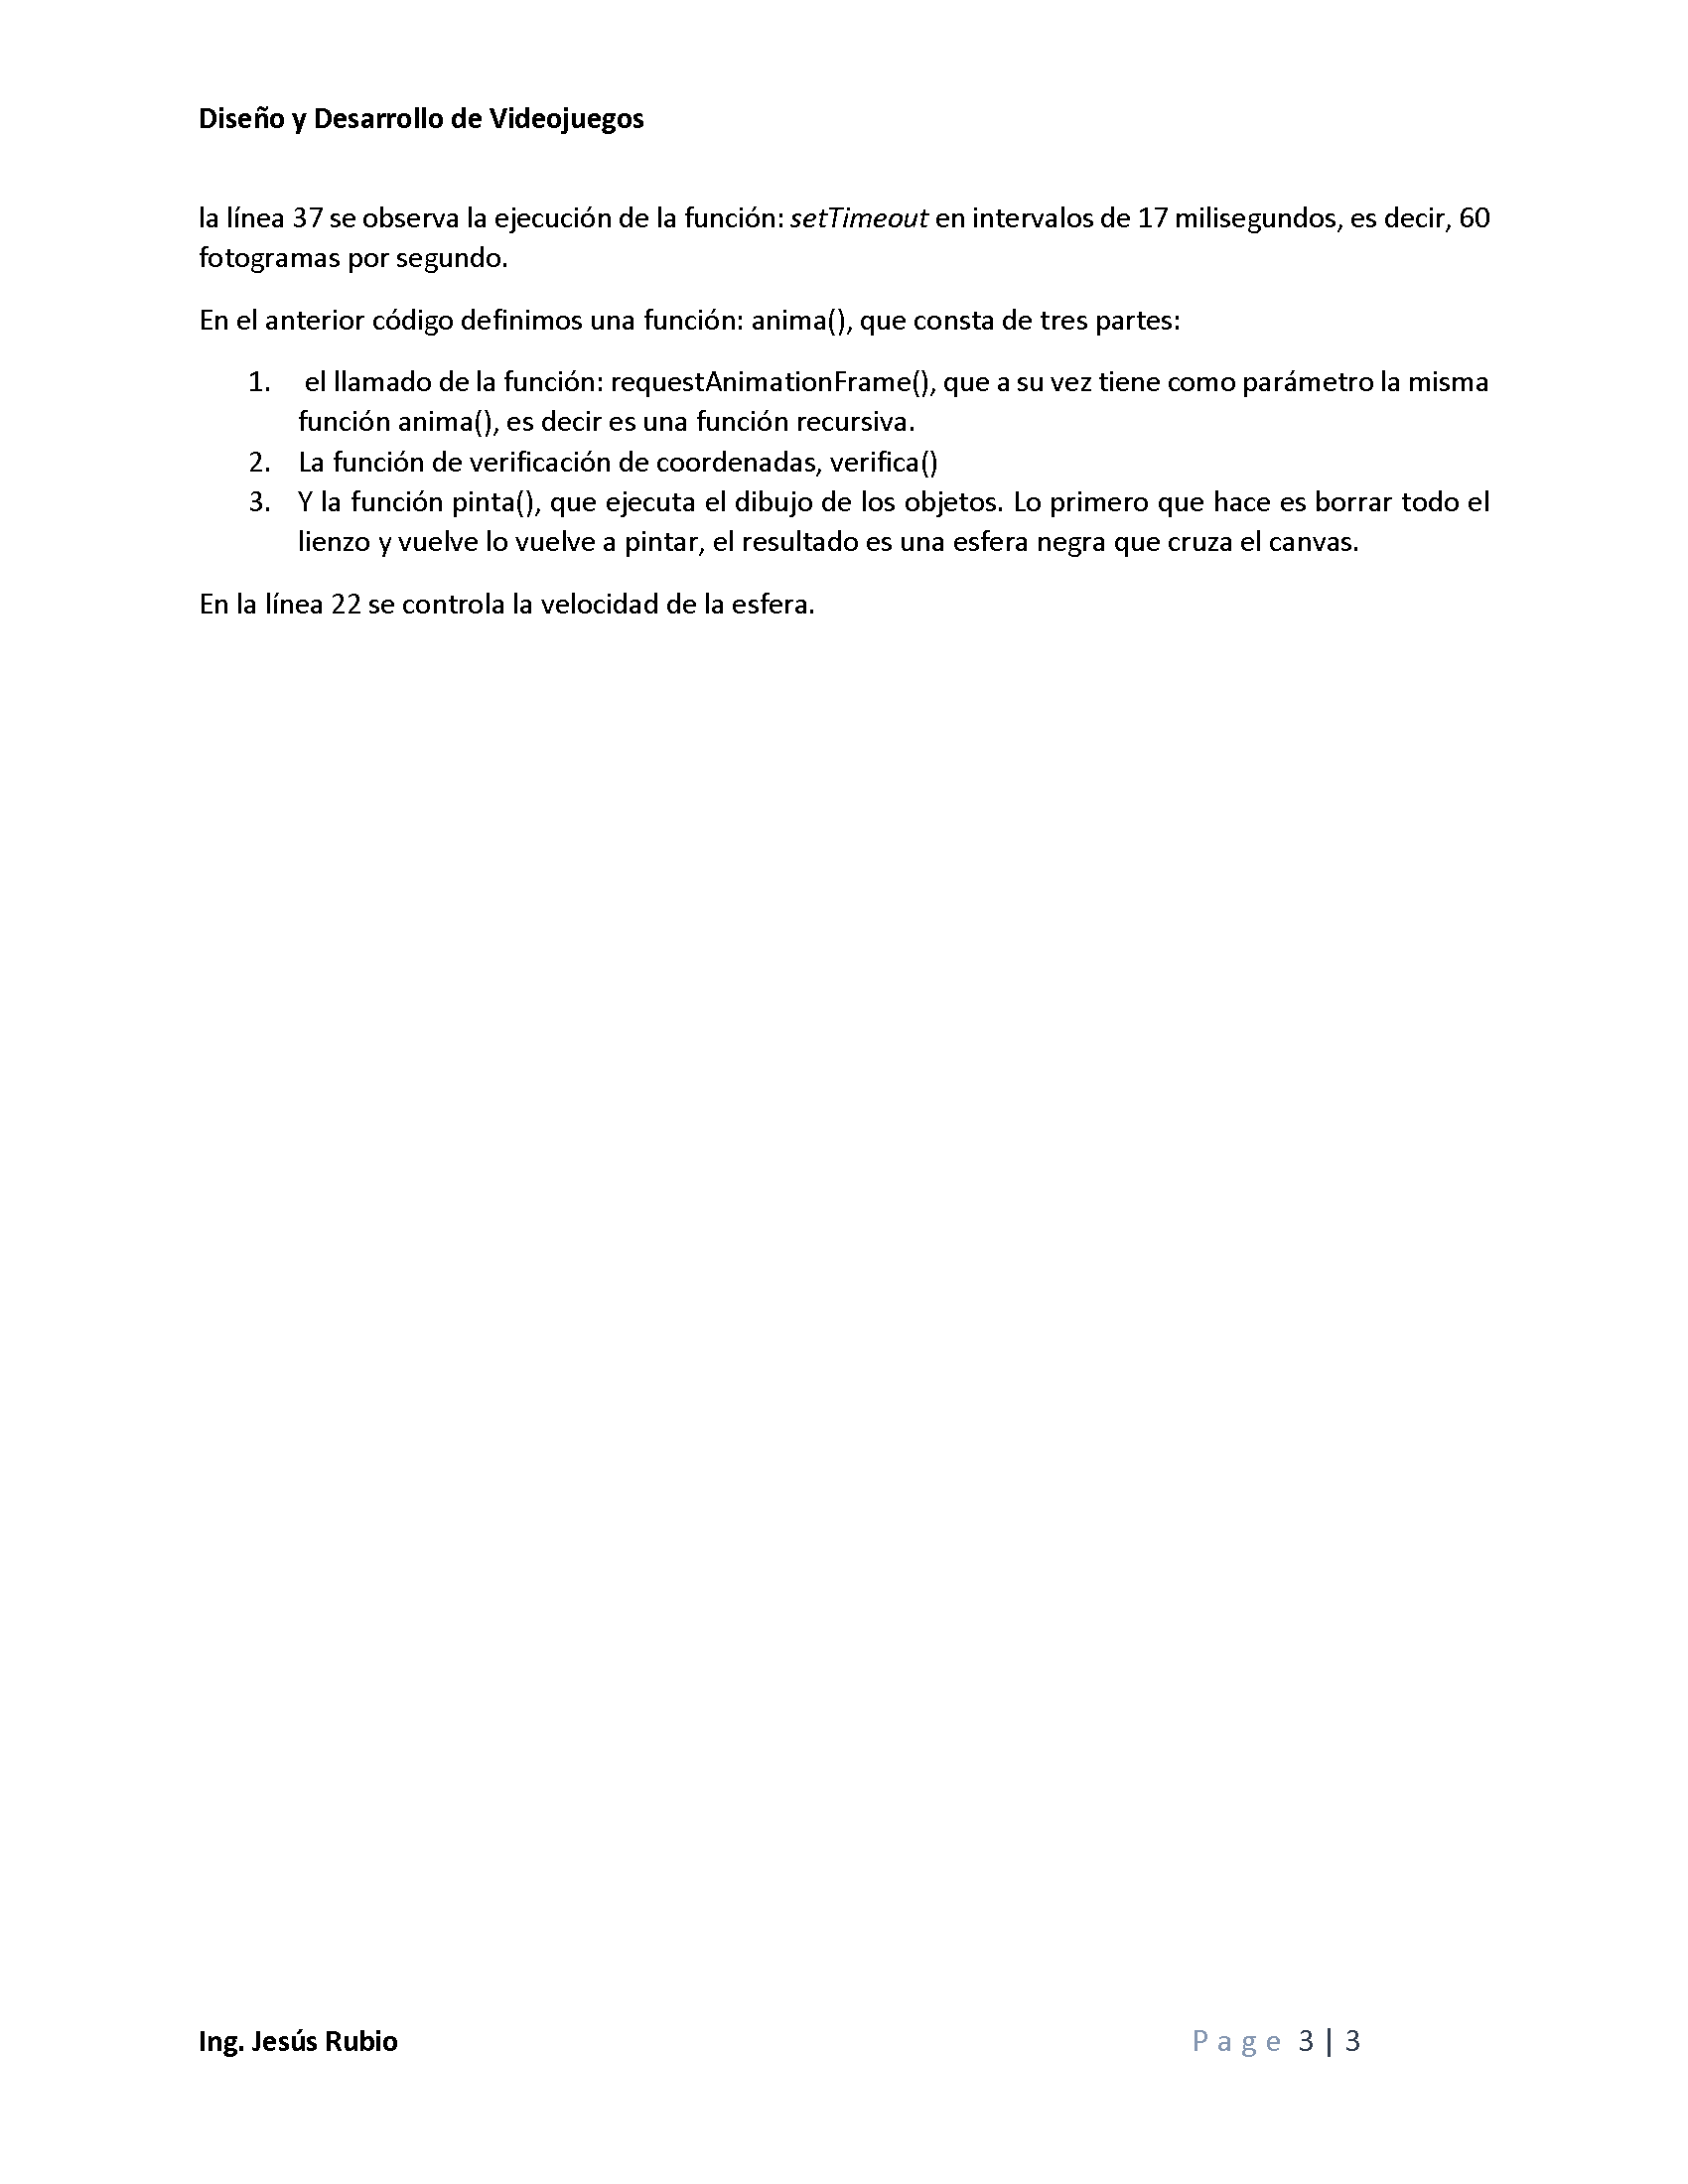 Diseño y Desarrollo de Videojuegos
la línea 37 se observa la ejecución de la función: setTimeout en intervalos de 17 milisegundos, es decir, 60
fotogramas por segundo.
En el anterior código definimos una función: anima(), que consta de tres partes:
1. el llamado de la función: requestAnimationFrame(), que a su vez tiene como parámetro la misma
función anima(), es decir es una función recursiva.
2. La función de verificación de coordenadas, verifica()
3. Y la función pinta(), que ejecuta el dibujo de los objetos. Lo primero que hace es borrar todo el
lienzo y vuelve lo vuelve a pintar, el resultado es una esfera negra que cruza el canvas.
En la línea 22 se controla la velocidad de la esfera.
Ing. Jesús Rubio Page 3 | 3